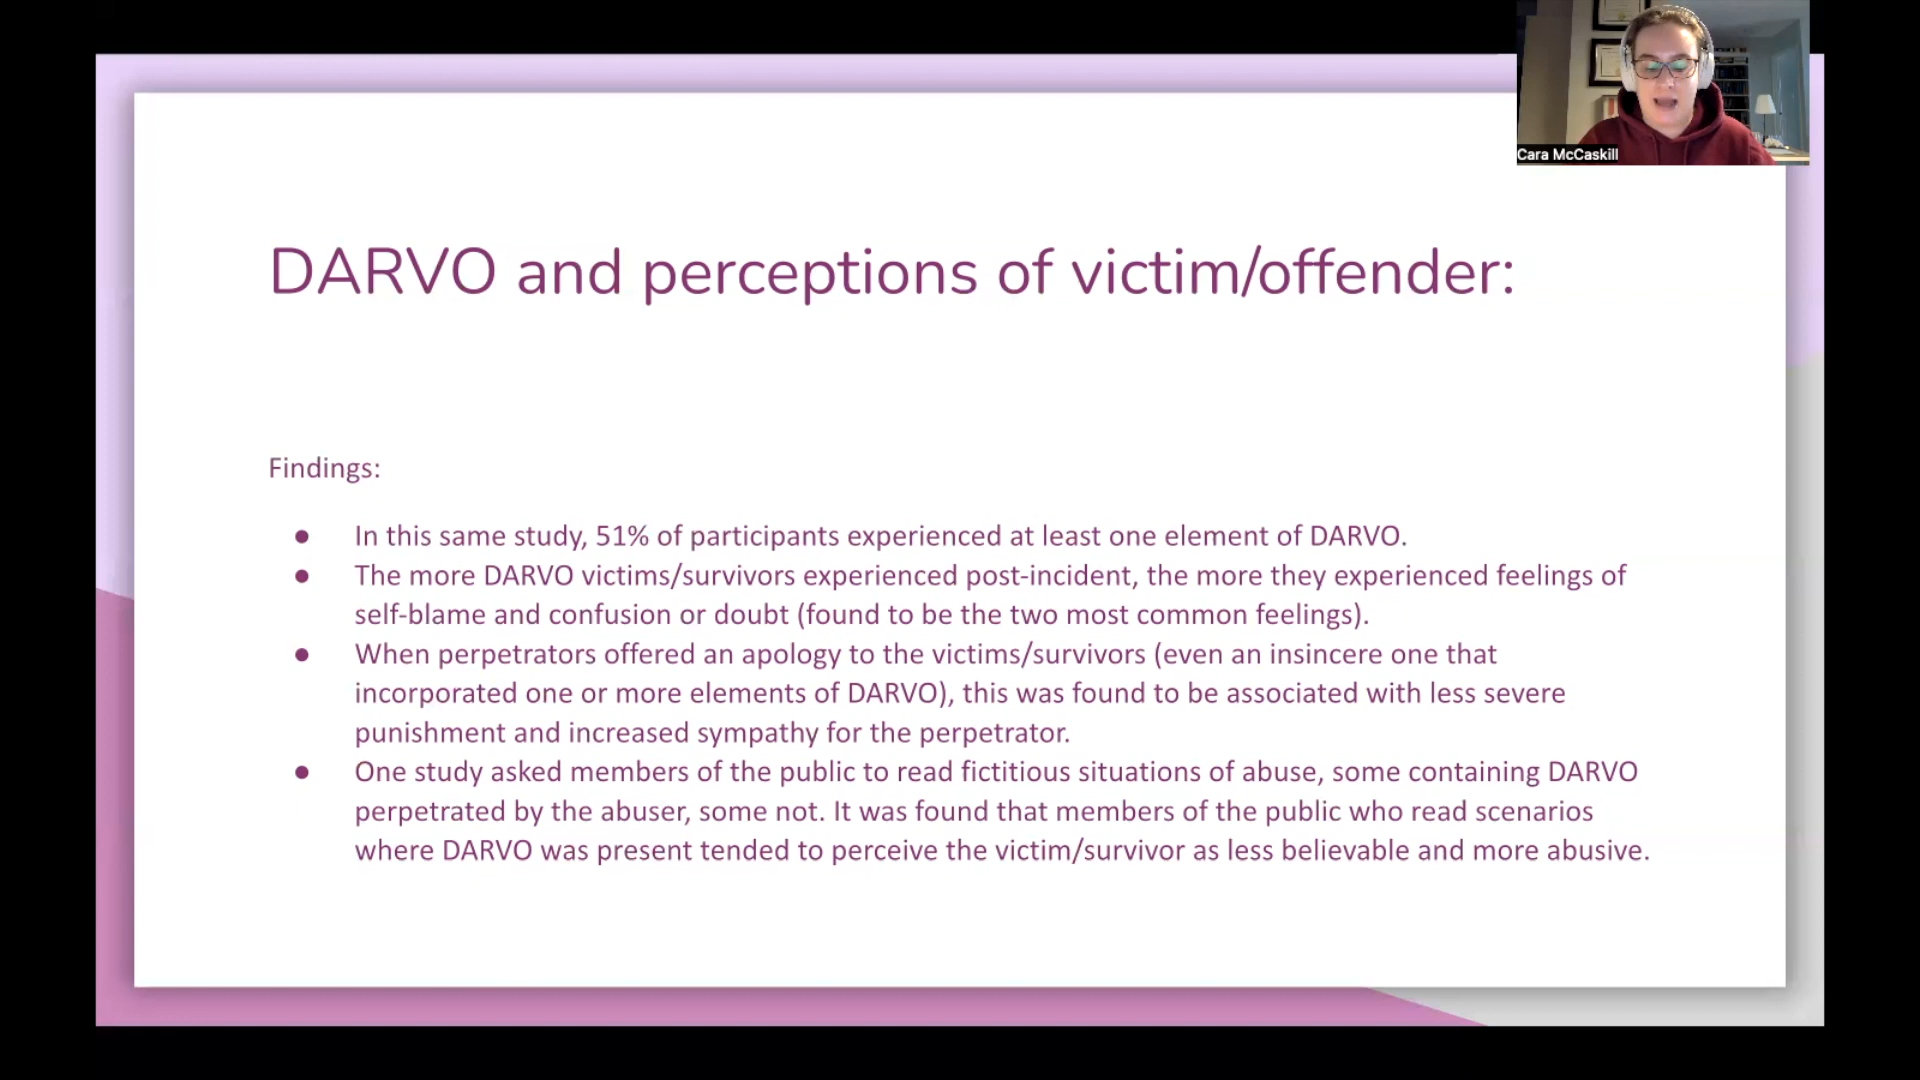 Cara McCaskill
DARVO and perceptions of victim/offender:
Findings:
● In this same study, 51% of participants experienced at least one element of DARVO.
● The more DARVO victims/survivors experienced post-incident, the more they experienced feelings of
self-blame and confusion or doubt (found to be the two most common feelings).
● When perpetrators offered an apology to the victims/survivors (even an insincere one that
incorporated one or more elements of DARVO), this was found to be associated with less severe
punishment and increased sympathy for the perpetrator.
● One study asked members of the public to read fictitious situations of abuse, some containing DARVO
perpetrated by the abuser, some not. It was found that members of the public who read scenarios
where DARVO was present tended to perceive the victim/survivor as less believable and more abusive.